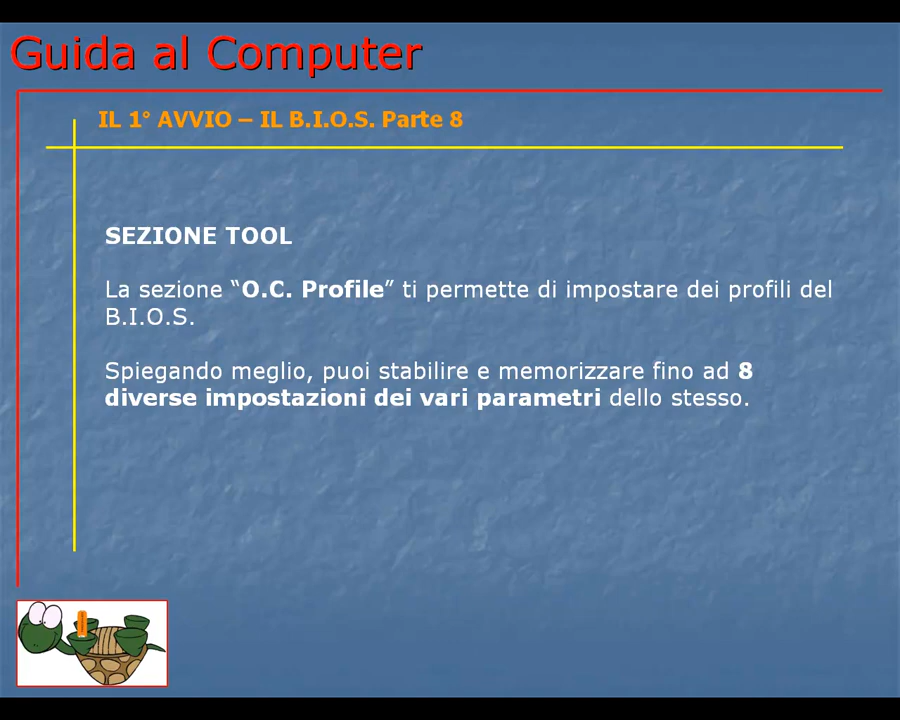 Guida al Computer
IL 1° AVVIO – IL B.I.O.S. Parte 8
SEZIONE TOOL
La sezione “O.C. Profile” ti permette di impostare dei profili del
B.I.O.S.
Spiegando meglio, puoi stabilire e memorizzare fino ad 8
diverse impostazioni dei vari parametri dello stesso.